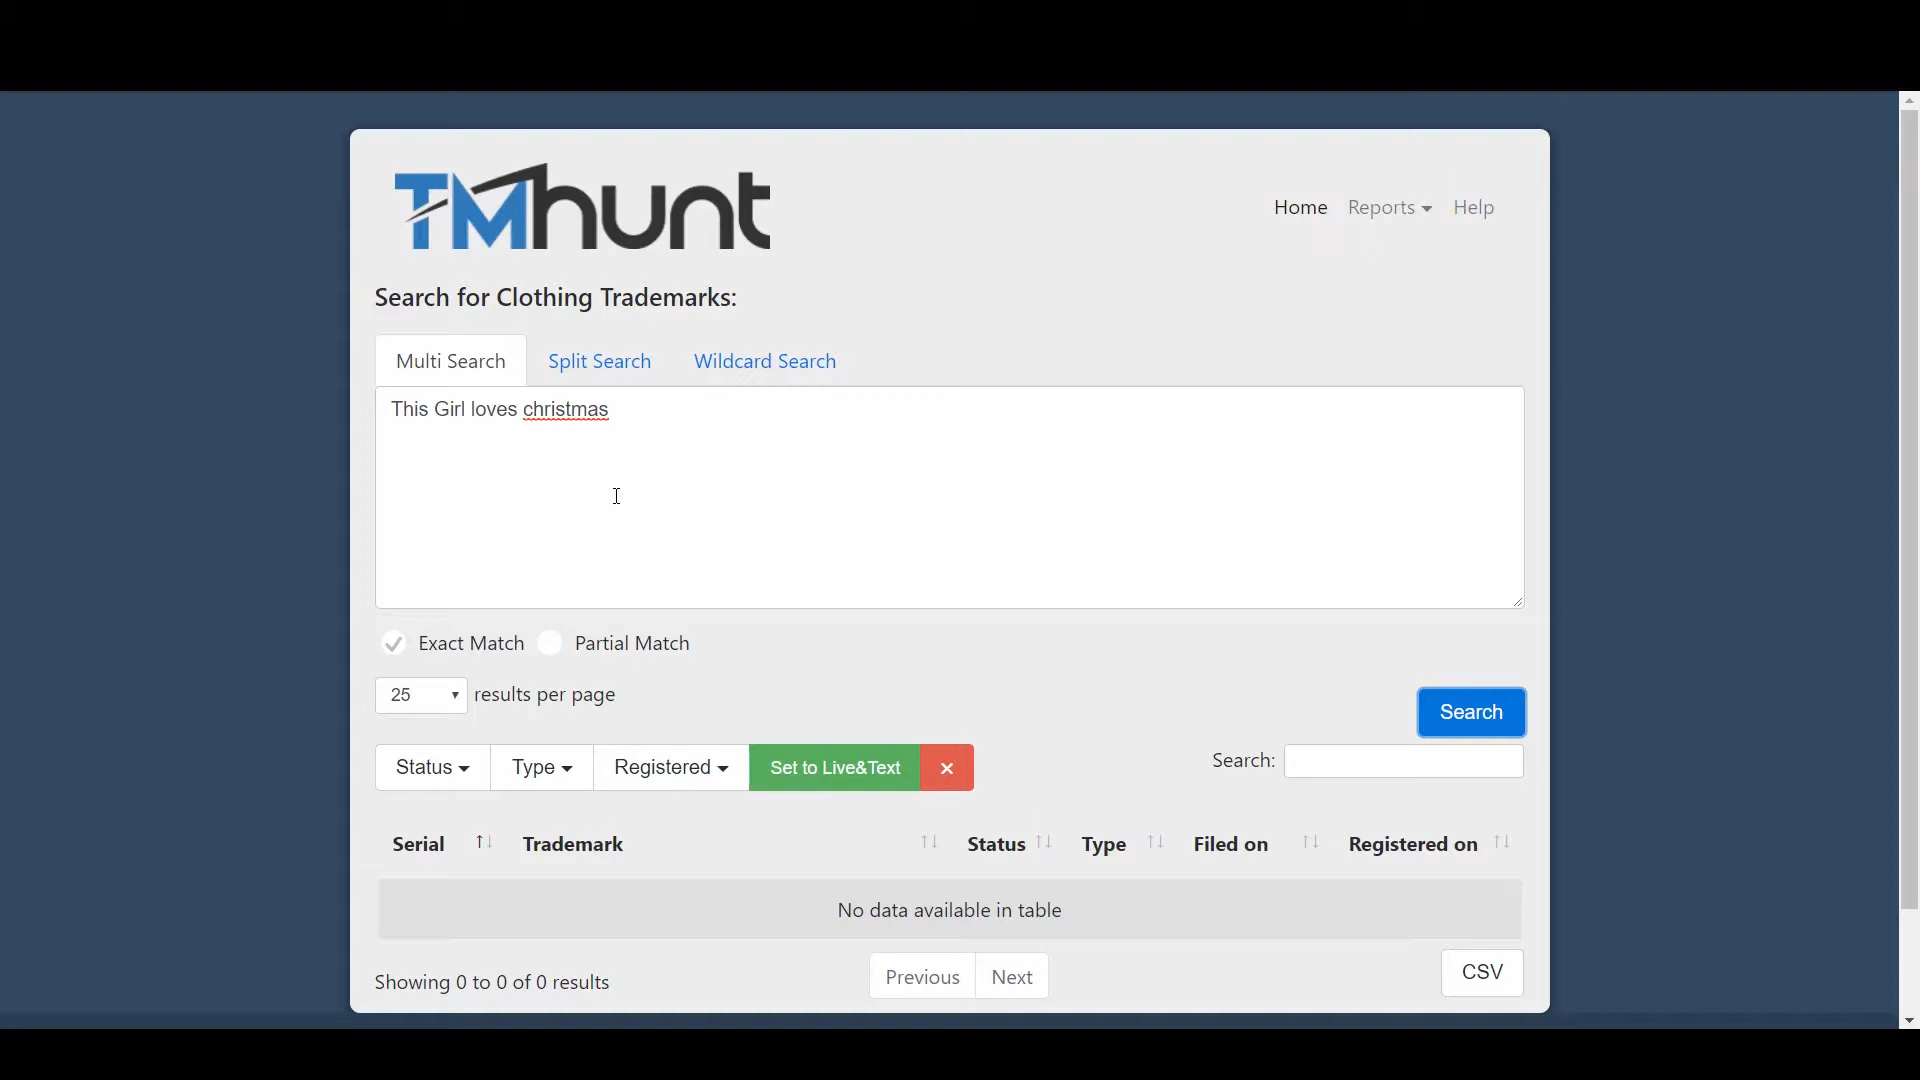 TMhunt
Home Reports Help
Search for Clothing Trademarks:
Multi Search Split Search Wildcard Search
This Girl loves christmas
Exact Match Partial Match
25 results per page
Search
Status Type Registered Set to Live&Text × Search:
Serial Trademark Status Type Filed on Registered on
No data available in table
Showing 0 to 0 of 0 results Previous Next CSV